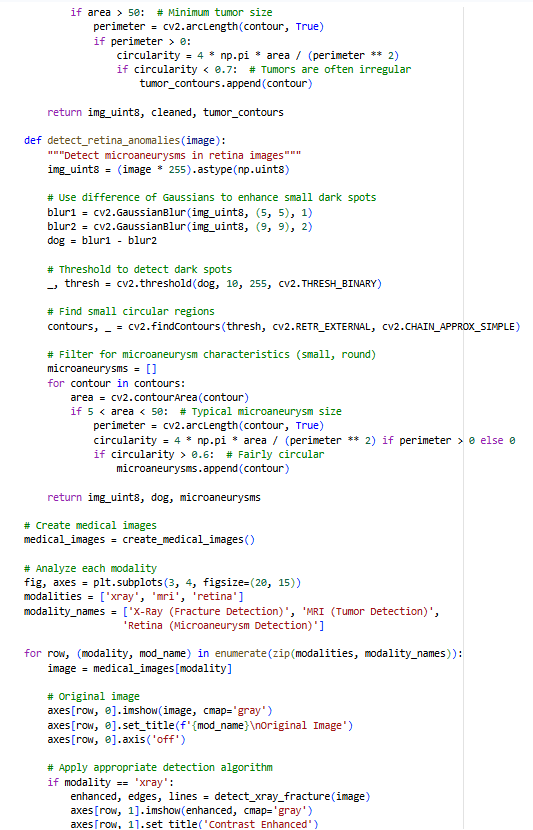 if area > 50:  # Minimum tumor size
            perimeter = cv2.arcLength(contour, True)
            if perimeter > 0:
                circularity = 4 * np.pi * area / (perimeter ** 2)
                if circularity < 0.7:  # Tumors are often irregular
                    tumor_contours.append(contour)

    return img_uint8, cleaned, tumor_contours

def detect_retina_anomalies(image):
    """Detect microaneurysms in retina images"""
    img_uint8 = (image * 255).astype(np.uint8)

    # Use difference of Gaussians to enhance small dark spots
    blur1 = cv2.GaussianBlur(img_uint8, (5, 5), 1)
    blur2 = cv2.GaussianBlur(img_uint8, (9, 9), 2)
    dog = blur1 - blur2

    # Threshold to detect dark spots
    _, thresh = cv2.threshold(dog, 10, 255, cv2.THRESH_BINARY)

    # Find small circular regions
    contours, _ = cv2.findContours(thresh, cv2.RETR_EXTERNAL, cv2.CHAIN_APPROX_SIMPLE)

    # Filter for microaneurysm characteristics (small, round)
    microaneurysms = []
    for contour in contours:
        area = cv2.contourArea(contour)
        if 5 < area < 50:  # Typical microaneurysm size
            perimeter = cv2.arcLength(contour, True)
            circularity = 4 * np.pi * area / (perimeter ** 2) if perimeter > 0 else 0
            if circularity > 0.6:  # Fairly circular
                microaneurysms.append(contour)

    return img_uint8, dog, microaneurysms

# Create medical images
medical_images = create_medical_images()

# Analyze each modality
fig, axes = plt.subplots(3, 4, figsize=(20, 15))
modalities = ['xray', 'mri', 'retina']
modality_names = ['X-Ray (Fracture Detection)', 'MRI (Tumor Detection)',
                 'Retina (Microaneurysm Detection)']

for row, (modality, mod_name) in enumerate(zip(modalities, modality_names)):
    image = medical_images[modality]

    # Original image
    axes[row, 0].imshow(image, cmap='gray')
    axes[row, 0].set_title(f'{mod_name}\nOriginal Image')
    axes[row, 0].axis('off')

    # Apply appropriate detection algorithm
    if modality == 'xray':
        enhanced, edges, lines = detect_xray_fracture(image)
        axes[row, 1].imshow(enhanced, cmap='gray')
        axes[row, 1].set_title('Contrast Enhanced')